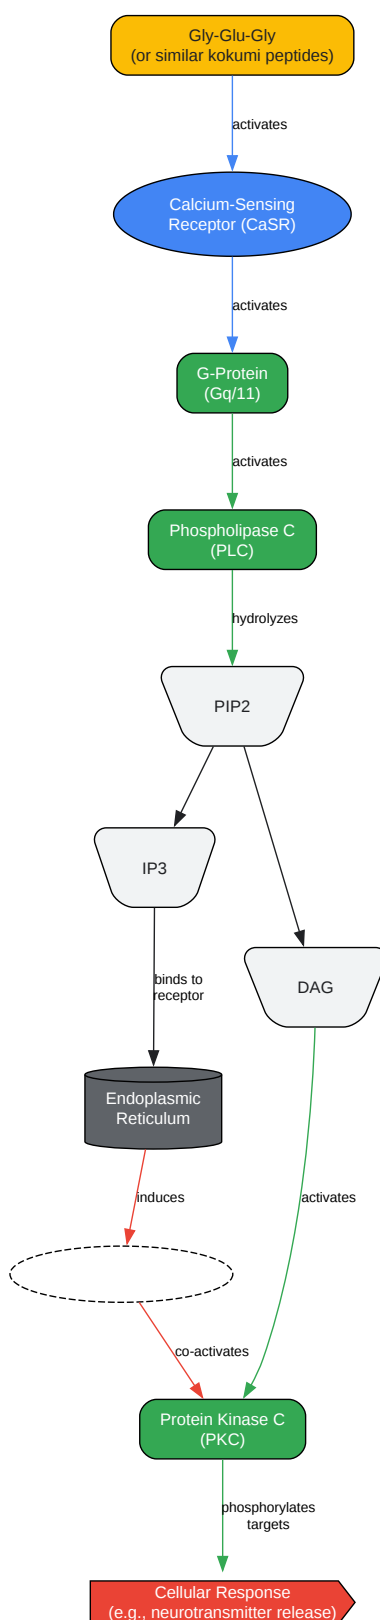 Gly-Glu-Gly
(or similar kokumi peptides)
activates
Calcium-Sensing
Receptor (CaSR)
activates
G-Protein
(Gq/11)
activates
Phospholipase C
(PLC)
hydrolyzes
PIP2
IP3
DAG
binds to
receptor
Endoplasmic
Reticulum
induces
activates
co-activates
Protein Kinase C
(PKC)
phosphorylates
targets
Cellular Response
(e.g., neurotransmitter release)